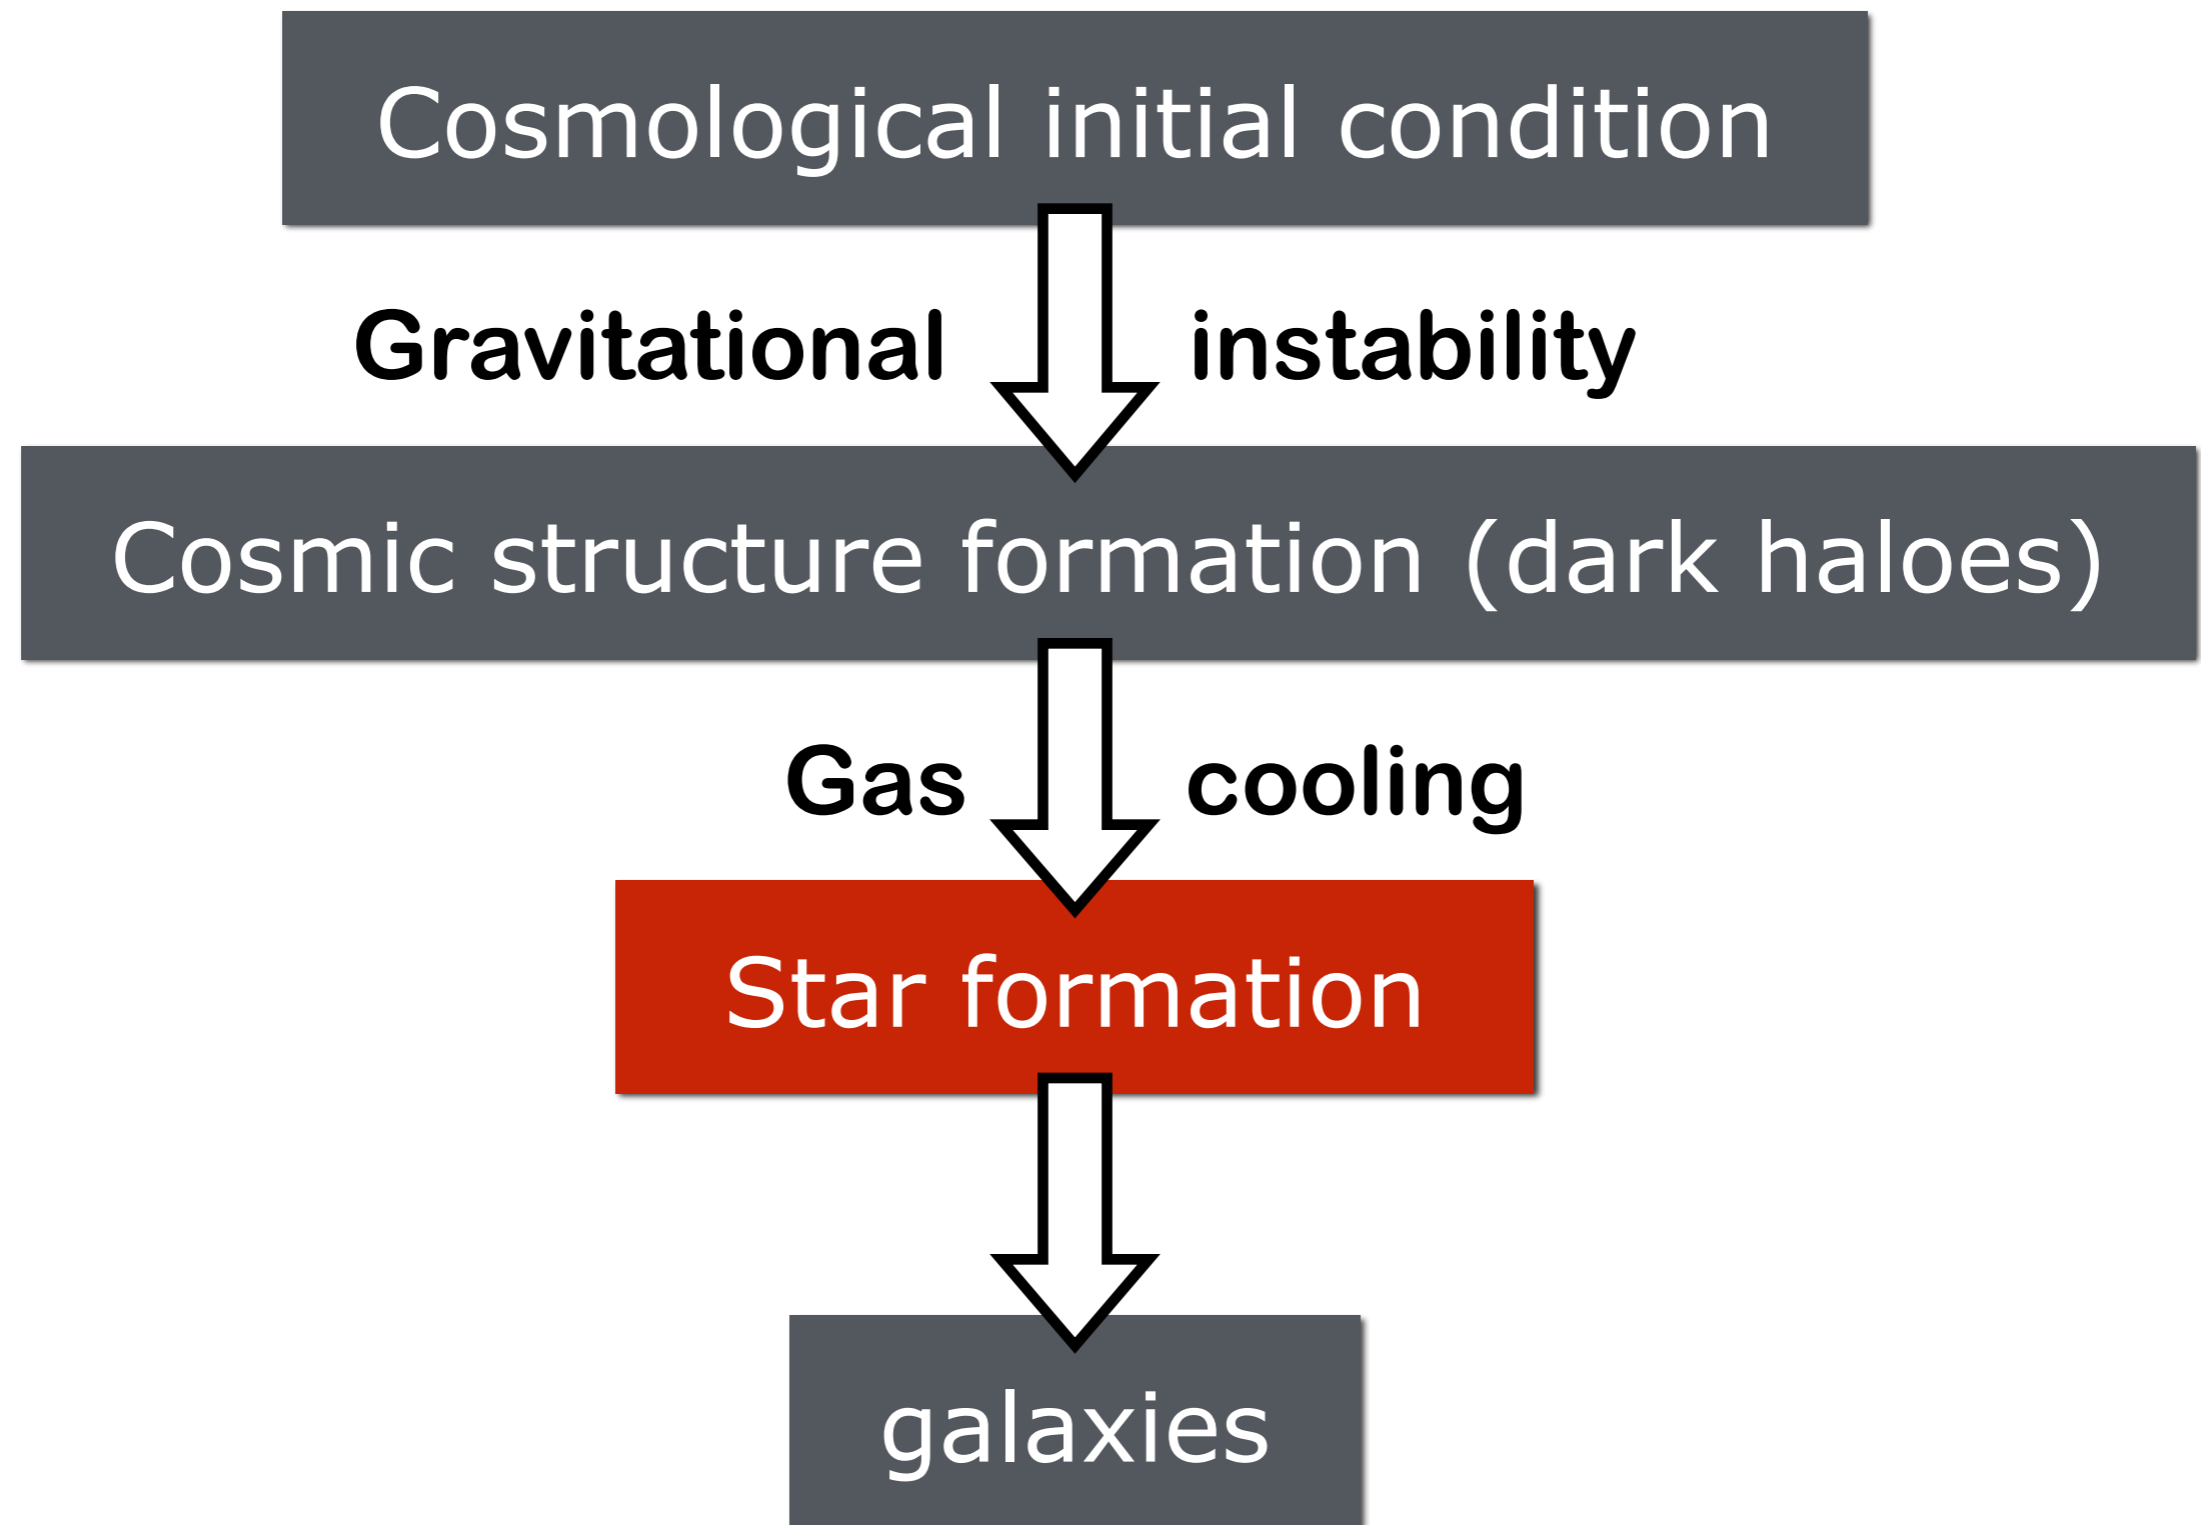 Cosmological initial condition
Gravitational instability
Cosmic structure formation (dark haloes)
Gas cooling
Star formation
galaxies